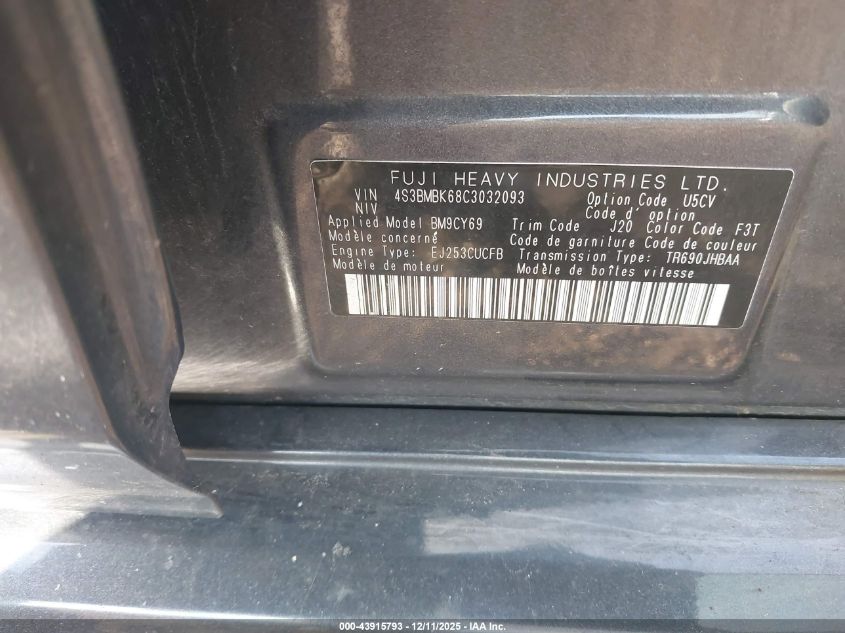 FUJI HEAVY INDUSTRIES LTD.
VIN 4S3BMBK68C3032093 Option Code U5CV
NIV Code d'option
Applied Model BM9CY69 Trim Code J20 Color Code F3T
Modèle concerné Code de garniture Code de couleur
Engine Type: EJ253CUCFB Transmission Type: TR690JHBAA
Modèle de moteur Modèle de boîtes vitesse
000-43915793 - 12/11/2025 - IAA Inc.